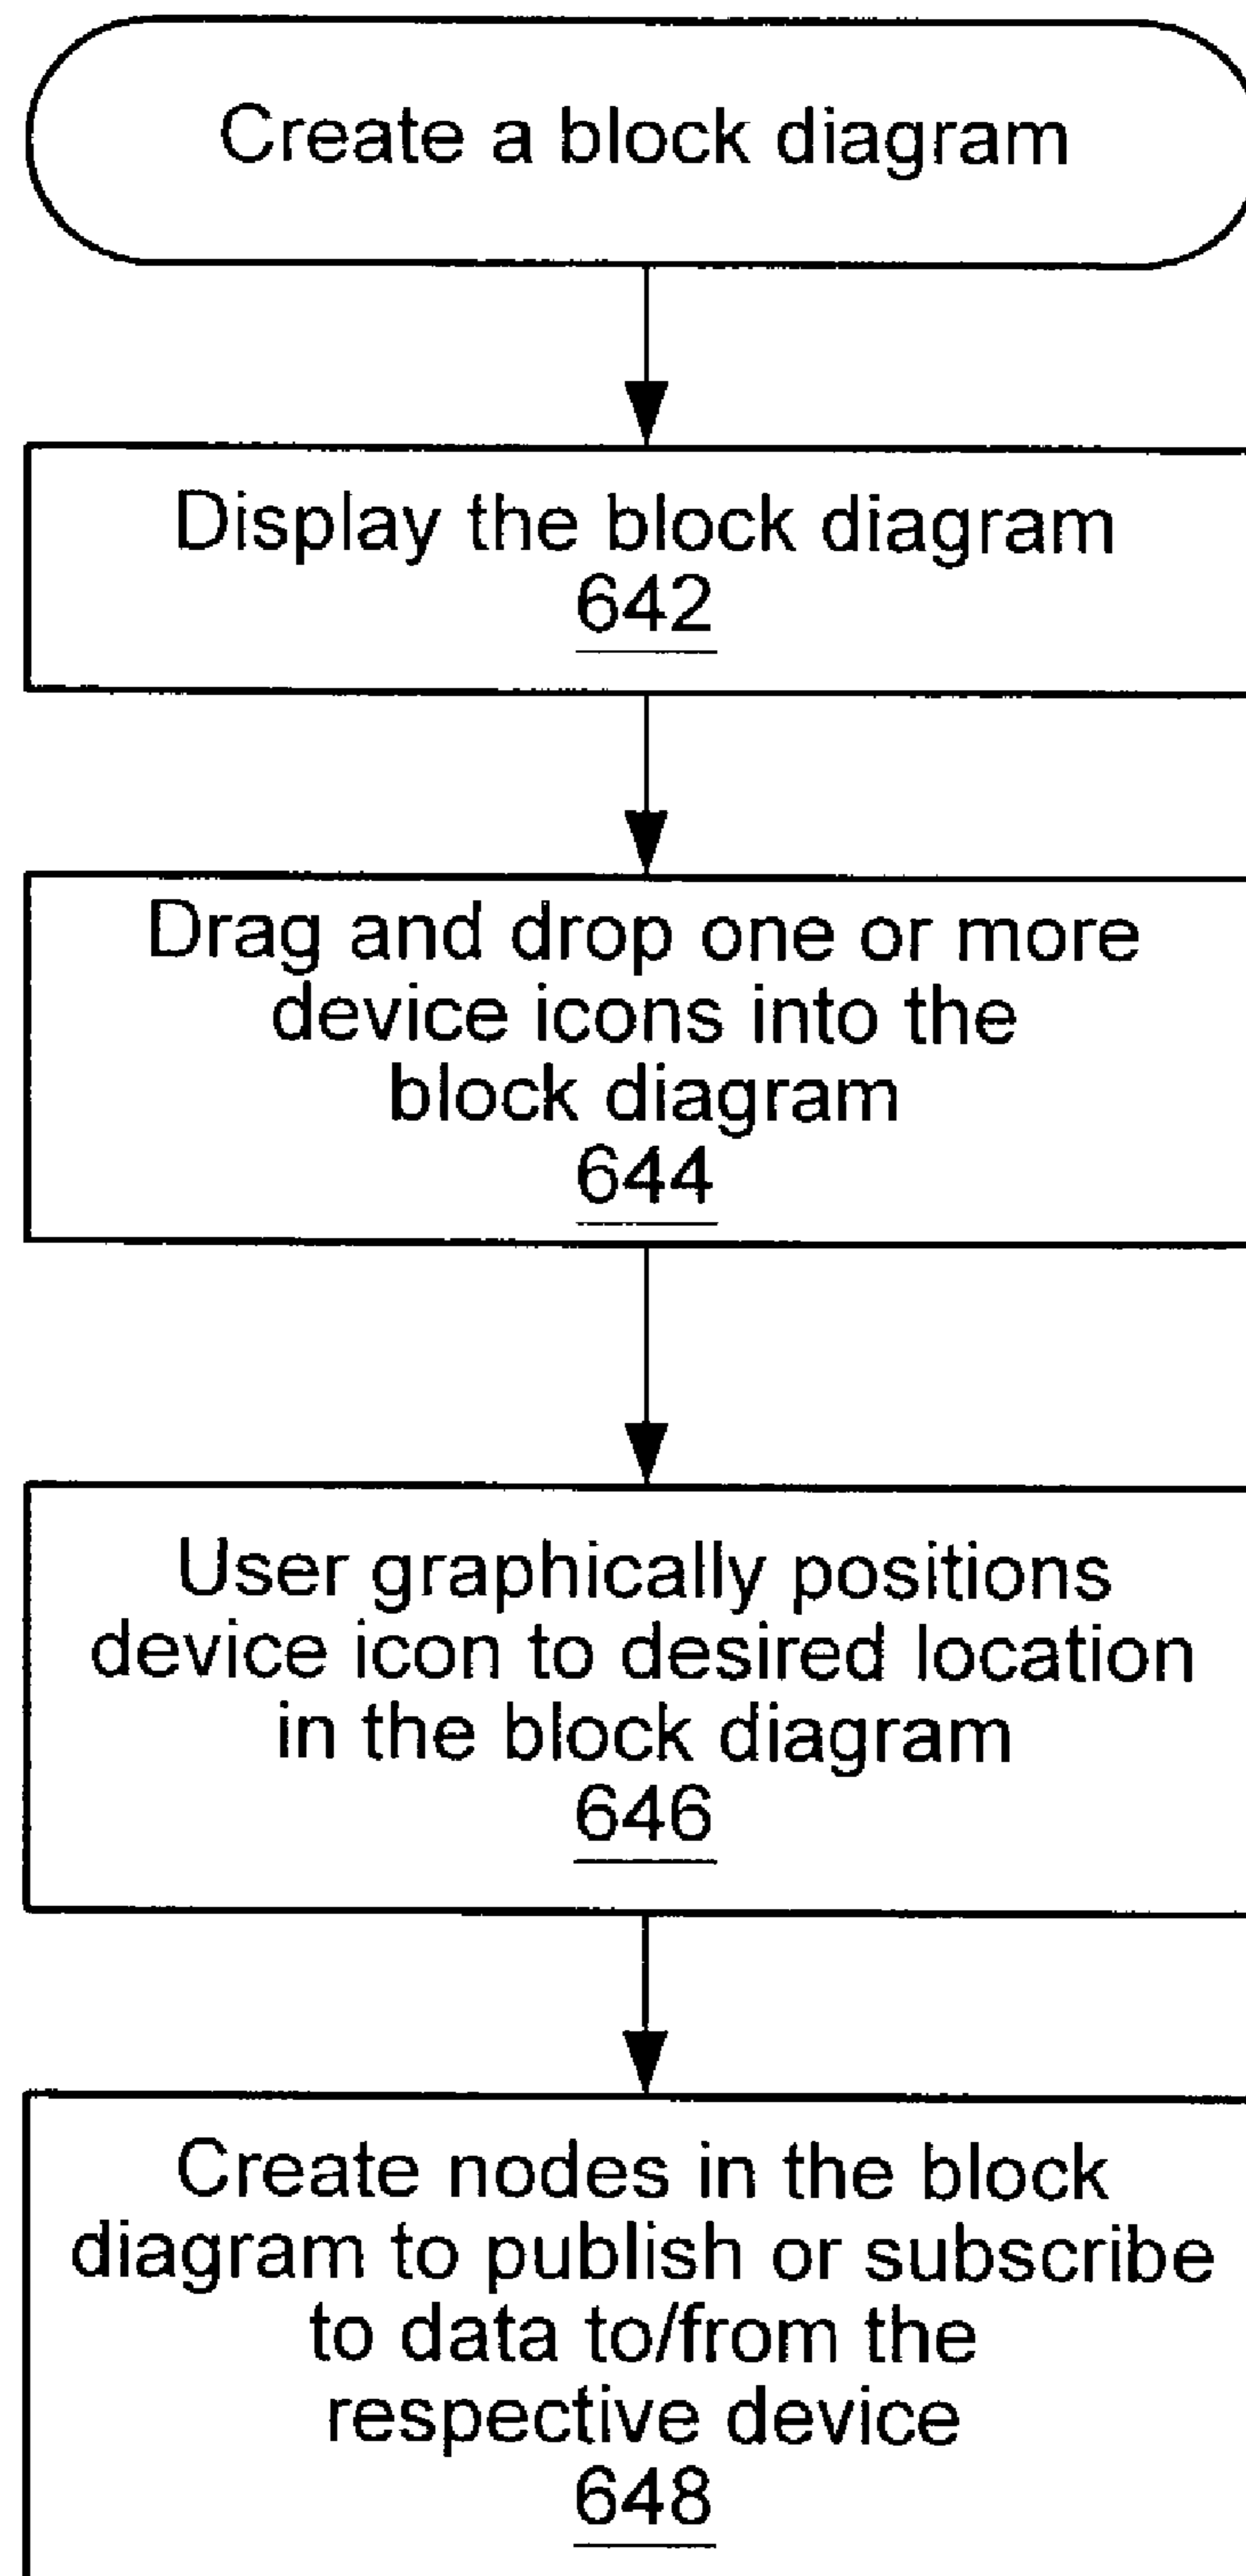 Create a block diagram
Display the block diagram
642
Drag and drop one or more
device icons into the
block diagram
644
User graphically positions
device icon to desired location
in the block diagram
646
Create nodes in the block
diagram to publish or subscribe
to data to/from the
respective device
648